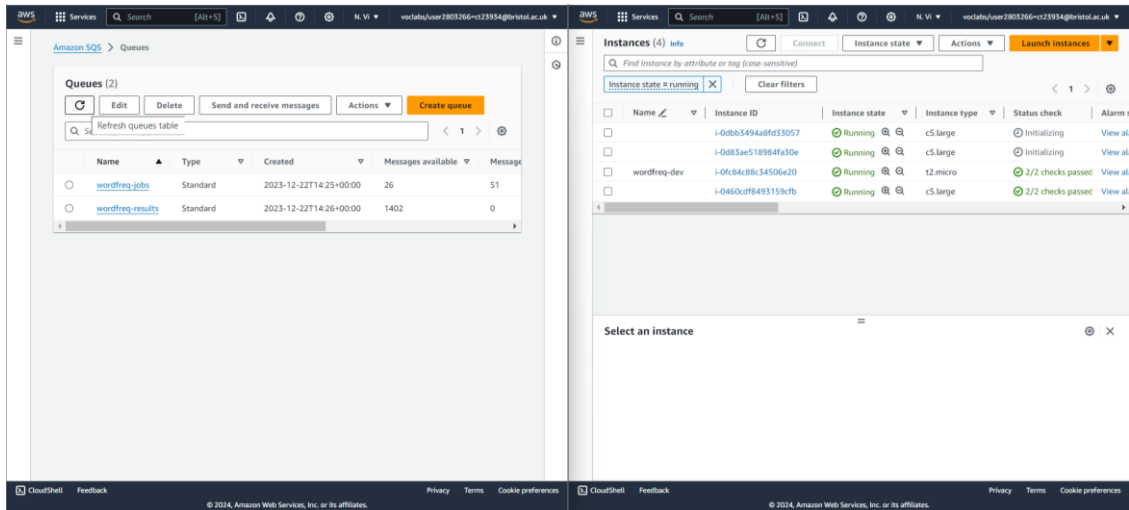 aws Services Search [Alt+S] N. Vi ▼ voclabs/user2803266=ct23934@bristol.ac.uk ▼
Amazon SQS > Queues
Queues (2)
Edit Delete Send and receive messages Actions ▼ Create queue
Refresh queues table
< 1 >
Name ▲ Type Created Messages available Message
wordfreq-jobs Standard 2023-12-22T14:25+00:00 26 51
wordfreq-results Standard 2023-12-22T14:26+00:00 1402 0
CloudShell Feedback Privacy Terms Cookie preferences
© 2024, Amazon Web Services, Inc. or its affiliates.
aws Services Search [Alt+S] N. Vi ▼ voclabs/user2803266=ct23934@bristol.ac.uk ▼
Instances (4) Info Connect Instance state ▼ Actions ▼ Launch instances ▼
Find Instance by attribute or tag (case-sensitive)
Instance state = running X Clear filters
< 1 >
Name Instance ID Instance state Instance type Status check Alarm s
i-0dbb3494a8fd33057 Running c5.large Initializing View al
i-0d83ae518984fa30e Running c5.large Initializing View al
wordfreq-dev i-0fc84c88c34506e20 Running t2.micro 2/2 checks passed View al
i-0460cdf8493159cfb Running c5.large 2/2 checks passed View al
Select an instance
CloudShell Feedback Privacy Terms Cookie preferences
© 2024, Amazon Web Services, Inc. or its affiliates.